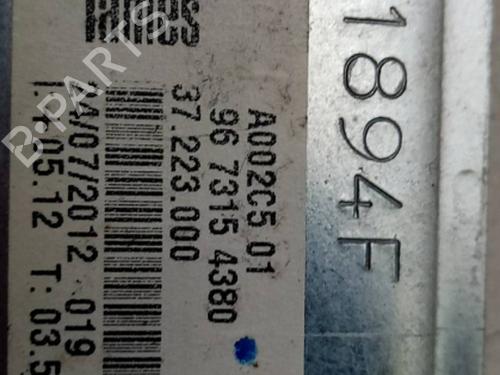 A002C5 01
96 7315 4380
37.223.000
04/07/2012 019
05.12 T: 03.5
1894F
B-PARTS